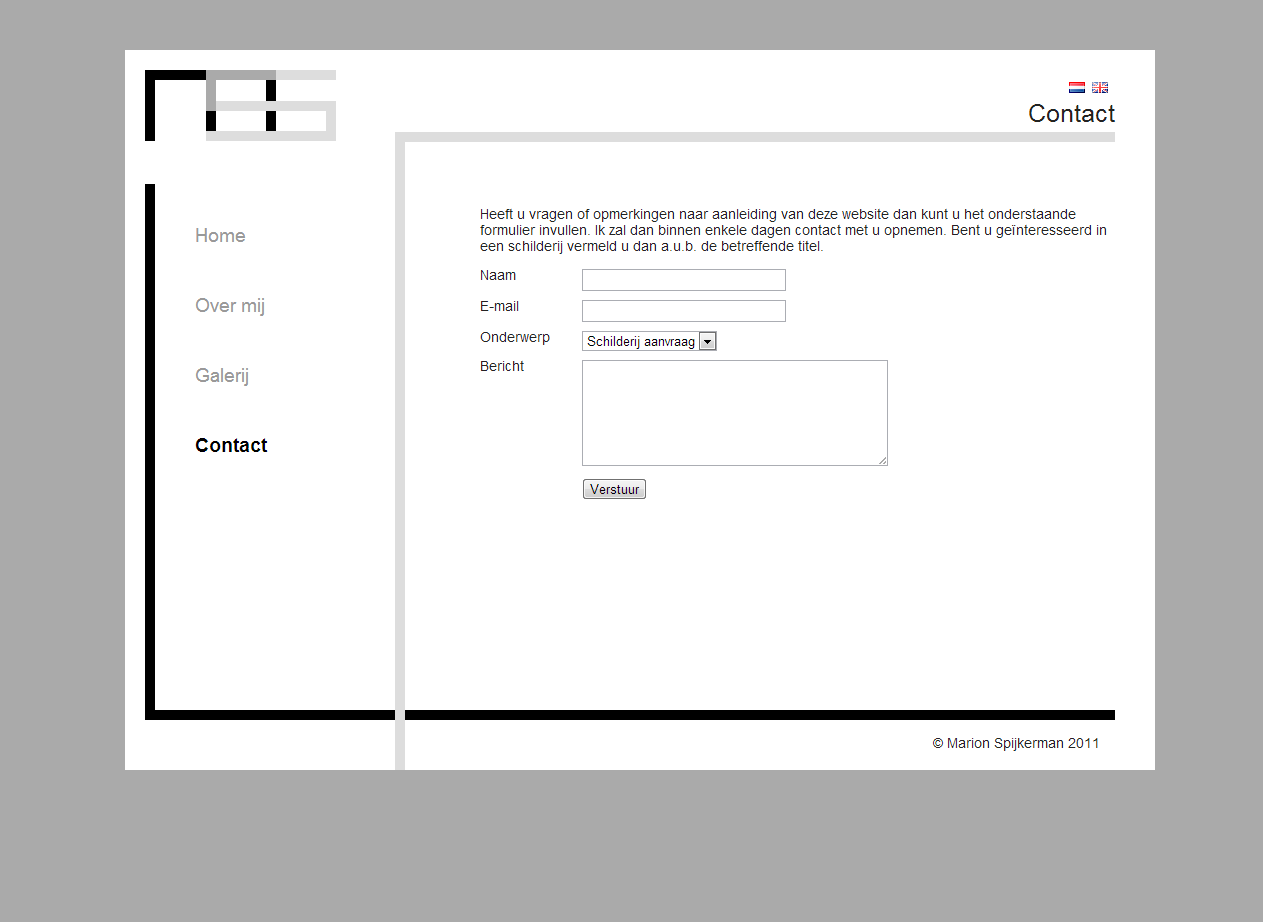 Contact
Home
Over mij
Galerij
Contact
Heeft u vragen of opmerkingen naar aanleiding van deze website dan kunt u het onderstaande
formulier invullen. Ik zal dan binnen enkele dagen contact met u opnemen. Bent u geïnteresseerd in
een schilderij vermeld u dan a.u.b. de betreffende titel.
Naam
E-mail
Onderwerp Schilderij aanvraag
Bericht
Verstuur
© Marion Spijkerman 2011